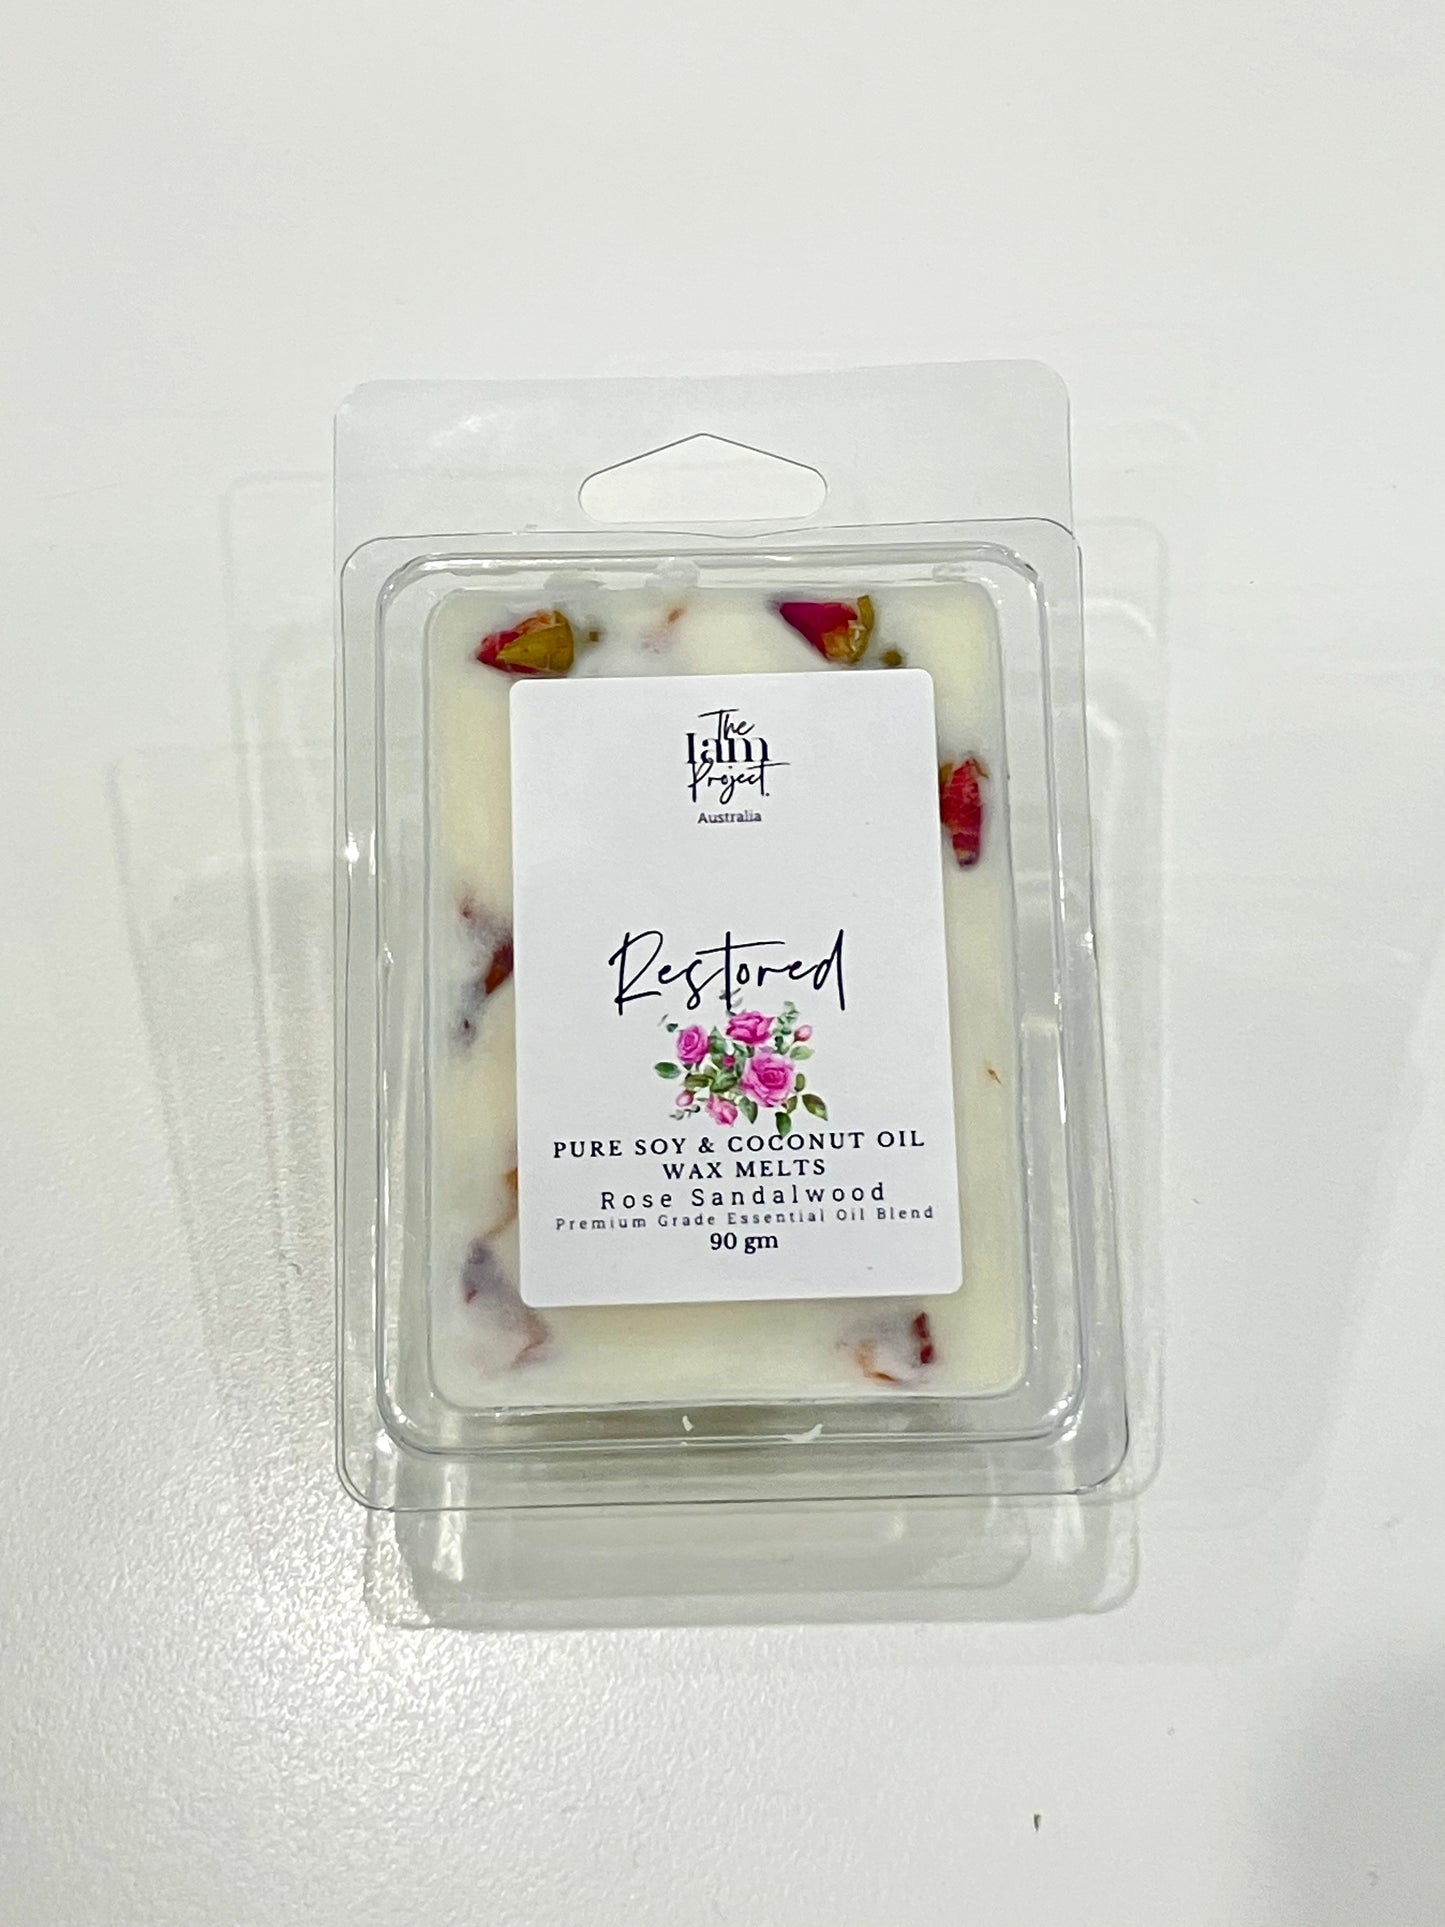 The
Iam
Project.
Australia
Restored
PURE SOY & COCONUT OIL
WAX MELTS
Rose Sandalwood
Premium Grade Essential Oil Blend
90 gm